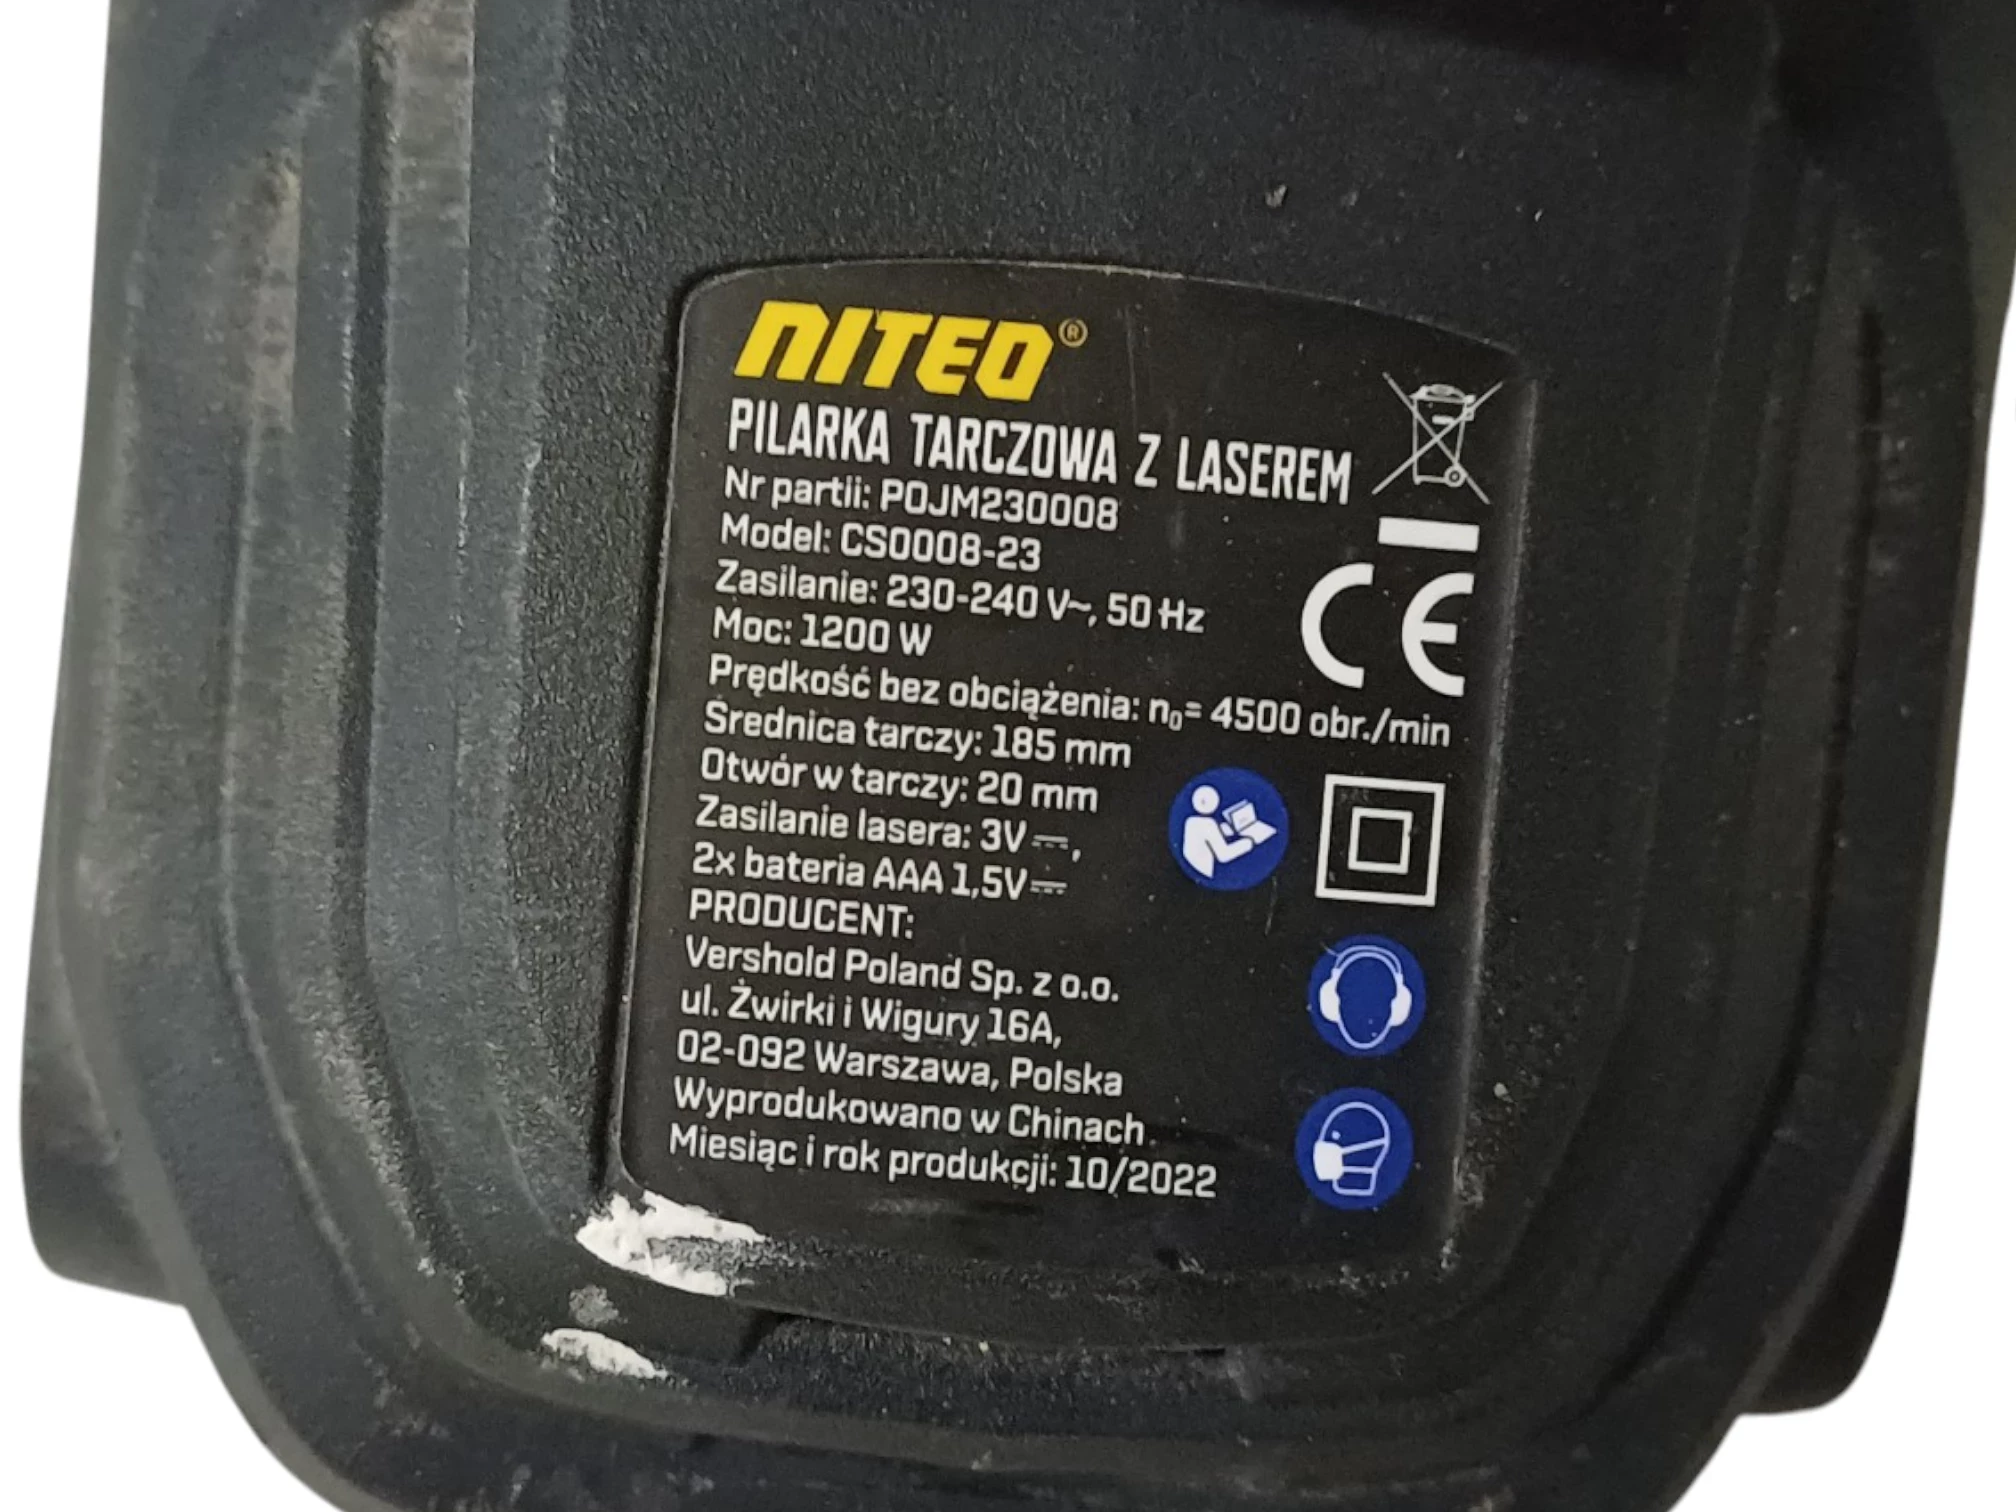 NITEO®
PILARKA TARCZOWA Z LASEREM
Nr partii: POJM230008
Model: CS0008-23
Zasilanie: 230-240 V~, 50 Hz
Moc: 1200 W
Prędkość bez obciążenia: n₀= 4500 obr./min
Średnica tarczy: 185 mm
Otwór w tarczy: 20 mm
Zasilanie lasera: 3V⎓,
2x bateria AAA 1,5V⎓
PRODUCENT:
Vershold Poland Sp. z o.o.
ul. Żwirki i Wigury 16A,
02-092 Warszawa, Polska
Wyprodukowano w Chinach
Miesiąc i rok produkcji: 10/2022
CE